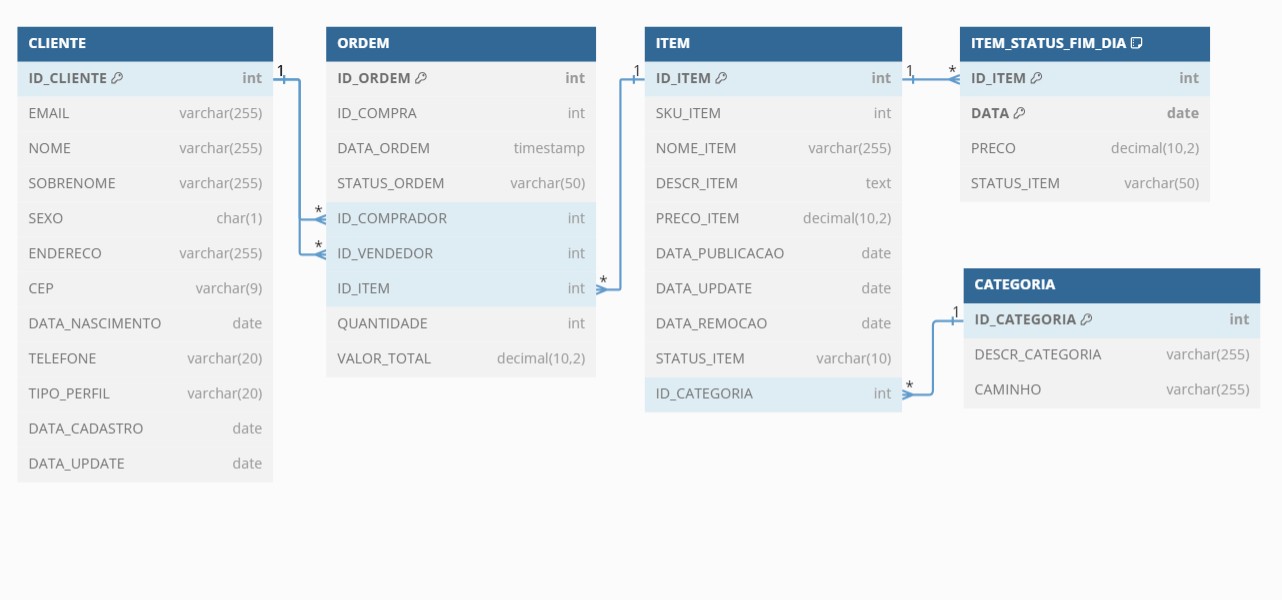 CLIENTE
ID_CLIENTE int
EMAIL varchar(255)
NOME varchar(255)
SOBRENOME varchar(255)
SEXO char(1)
ENDERECO varchar(255)
CEP varchar(9)
DATA_NASCIMENTO date
TELEFONE varchar(20)
TIPO_PERFIL varchar(20)
DATA_CADASTRO date
DATA_UPDATE date
1
*
*
ORDEM
ID_ORDEM int
ID_COMPRA int
DATA_ORDEM timestamp
STATUS_ORDEM varchar(50)
ID_COMPRADOR int
ID_VENDEDOR int
ID_ITEM int
QUANTIDADE int
VALOR_TOTAL decimal(10,2)
*
1
ITEM
ID_ITEM int
SKU_ITEM int
NOME_ITEM varchar(255)
DESCR_ITEM text
PRECO_ITEM decimal(10,2)
DATA_PUBLICACAO date
DATA_UPDATE date
DATA_REMOCAO date
STATUS_ITEM varchar(10)
ID_CATEGORIA int
1
*
ITEM_STATUS_FIM_DIA
ID_ITEM int
DATA date
PRECO decimal(10,2)
STATUS_ITEM varchar(50)
*
1
CATEGORIA
ID_CATEGORIA int
DESCR_CATEGORIA varchar(255)
CAMINHO varchar(255)